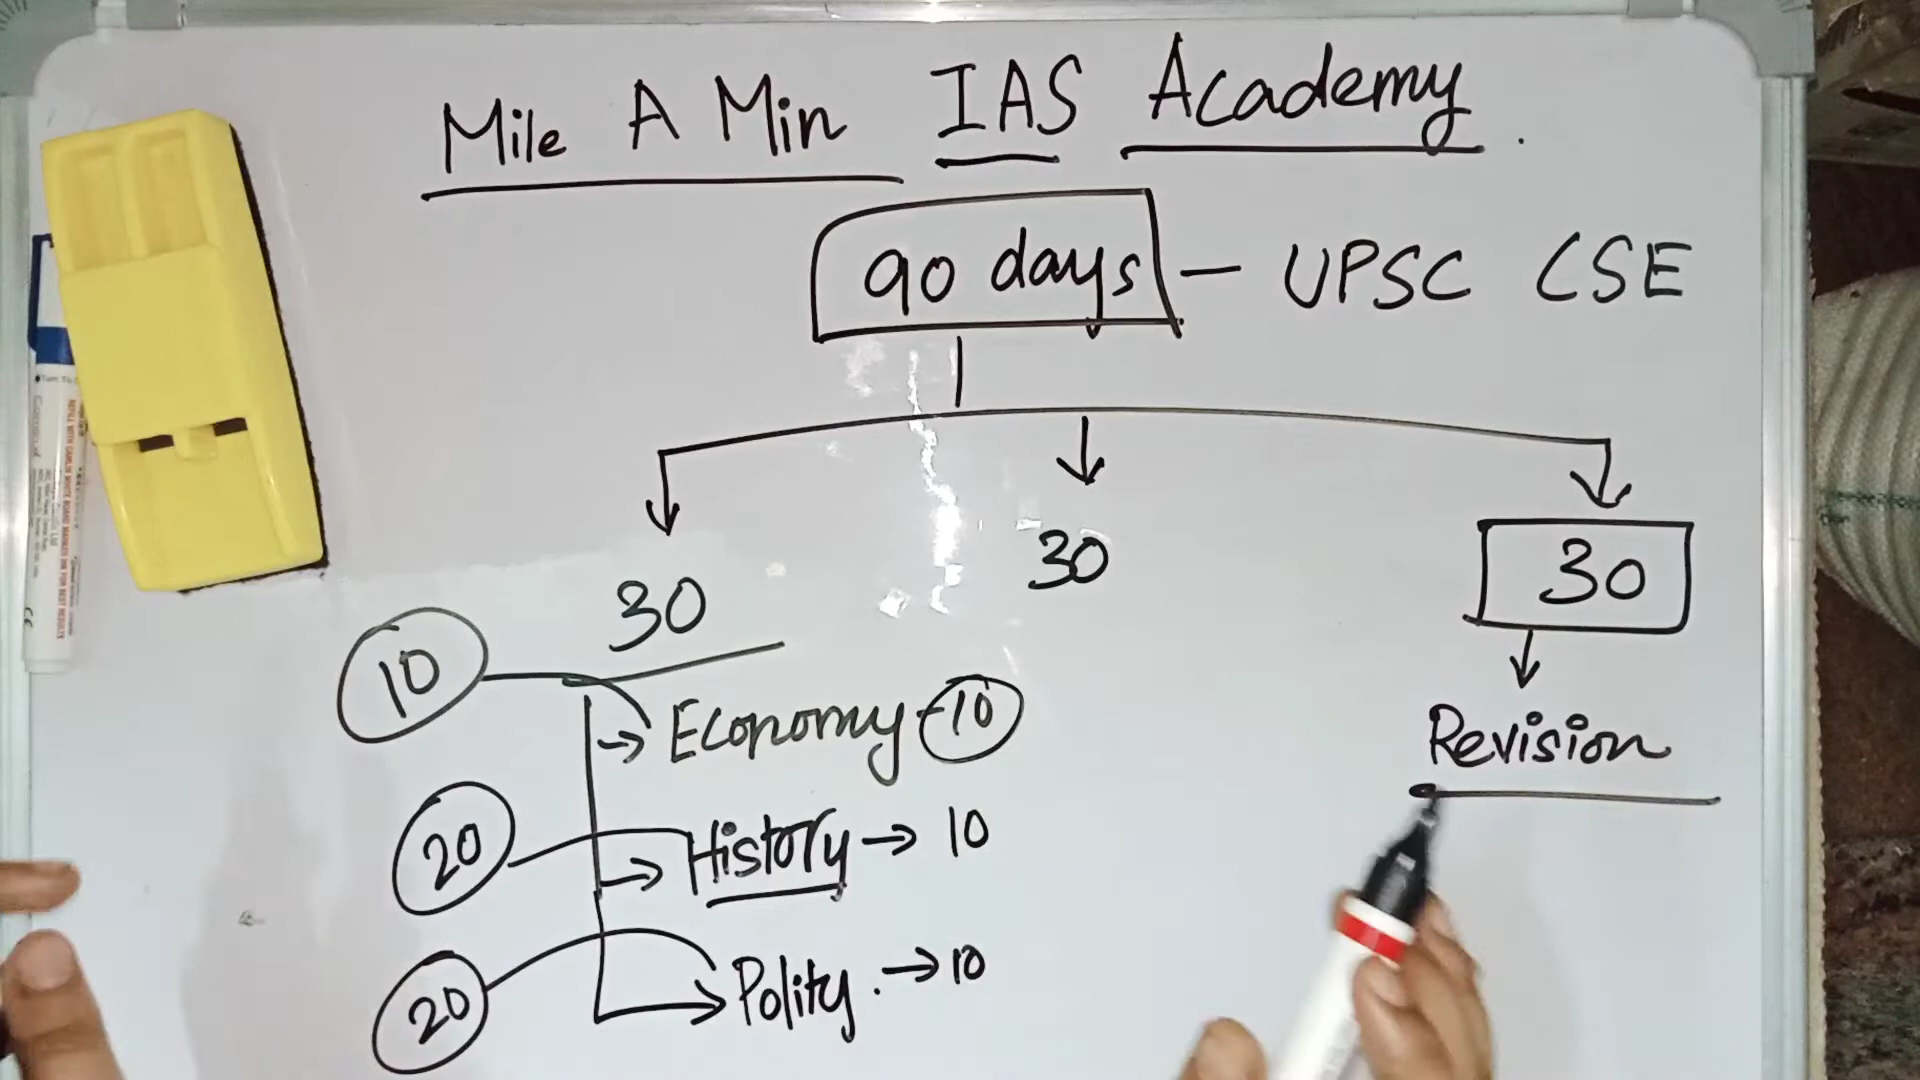 Mile A Min IAS Academy.
90 days - UPSC CSE
30 30 30
10 → Economy - 10
Revision
20 → History → 10
20 → Polity. → 10